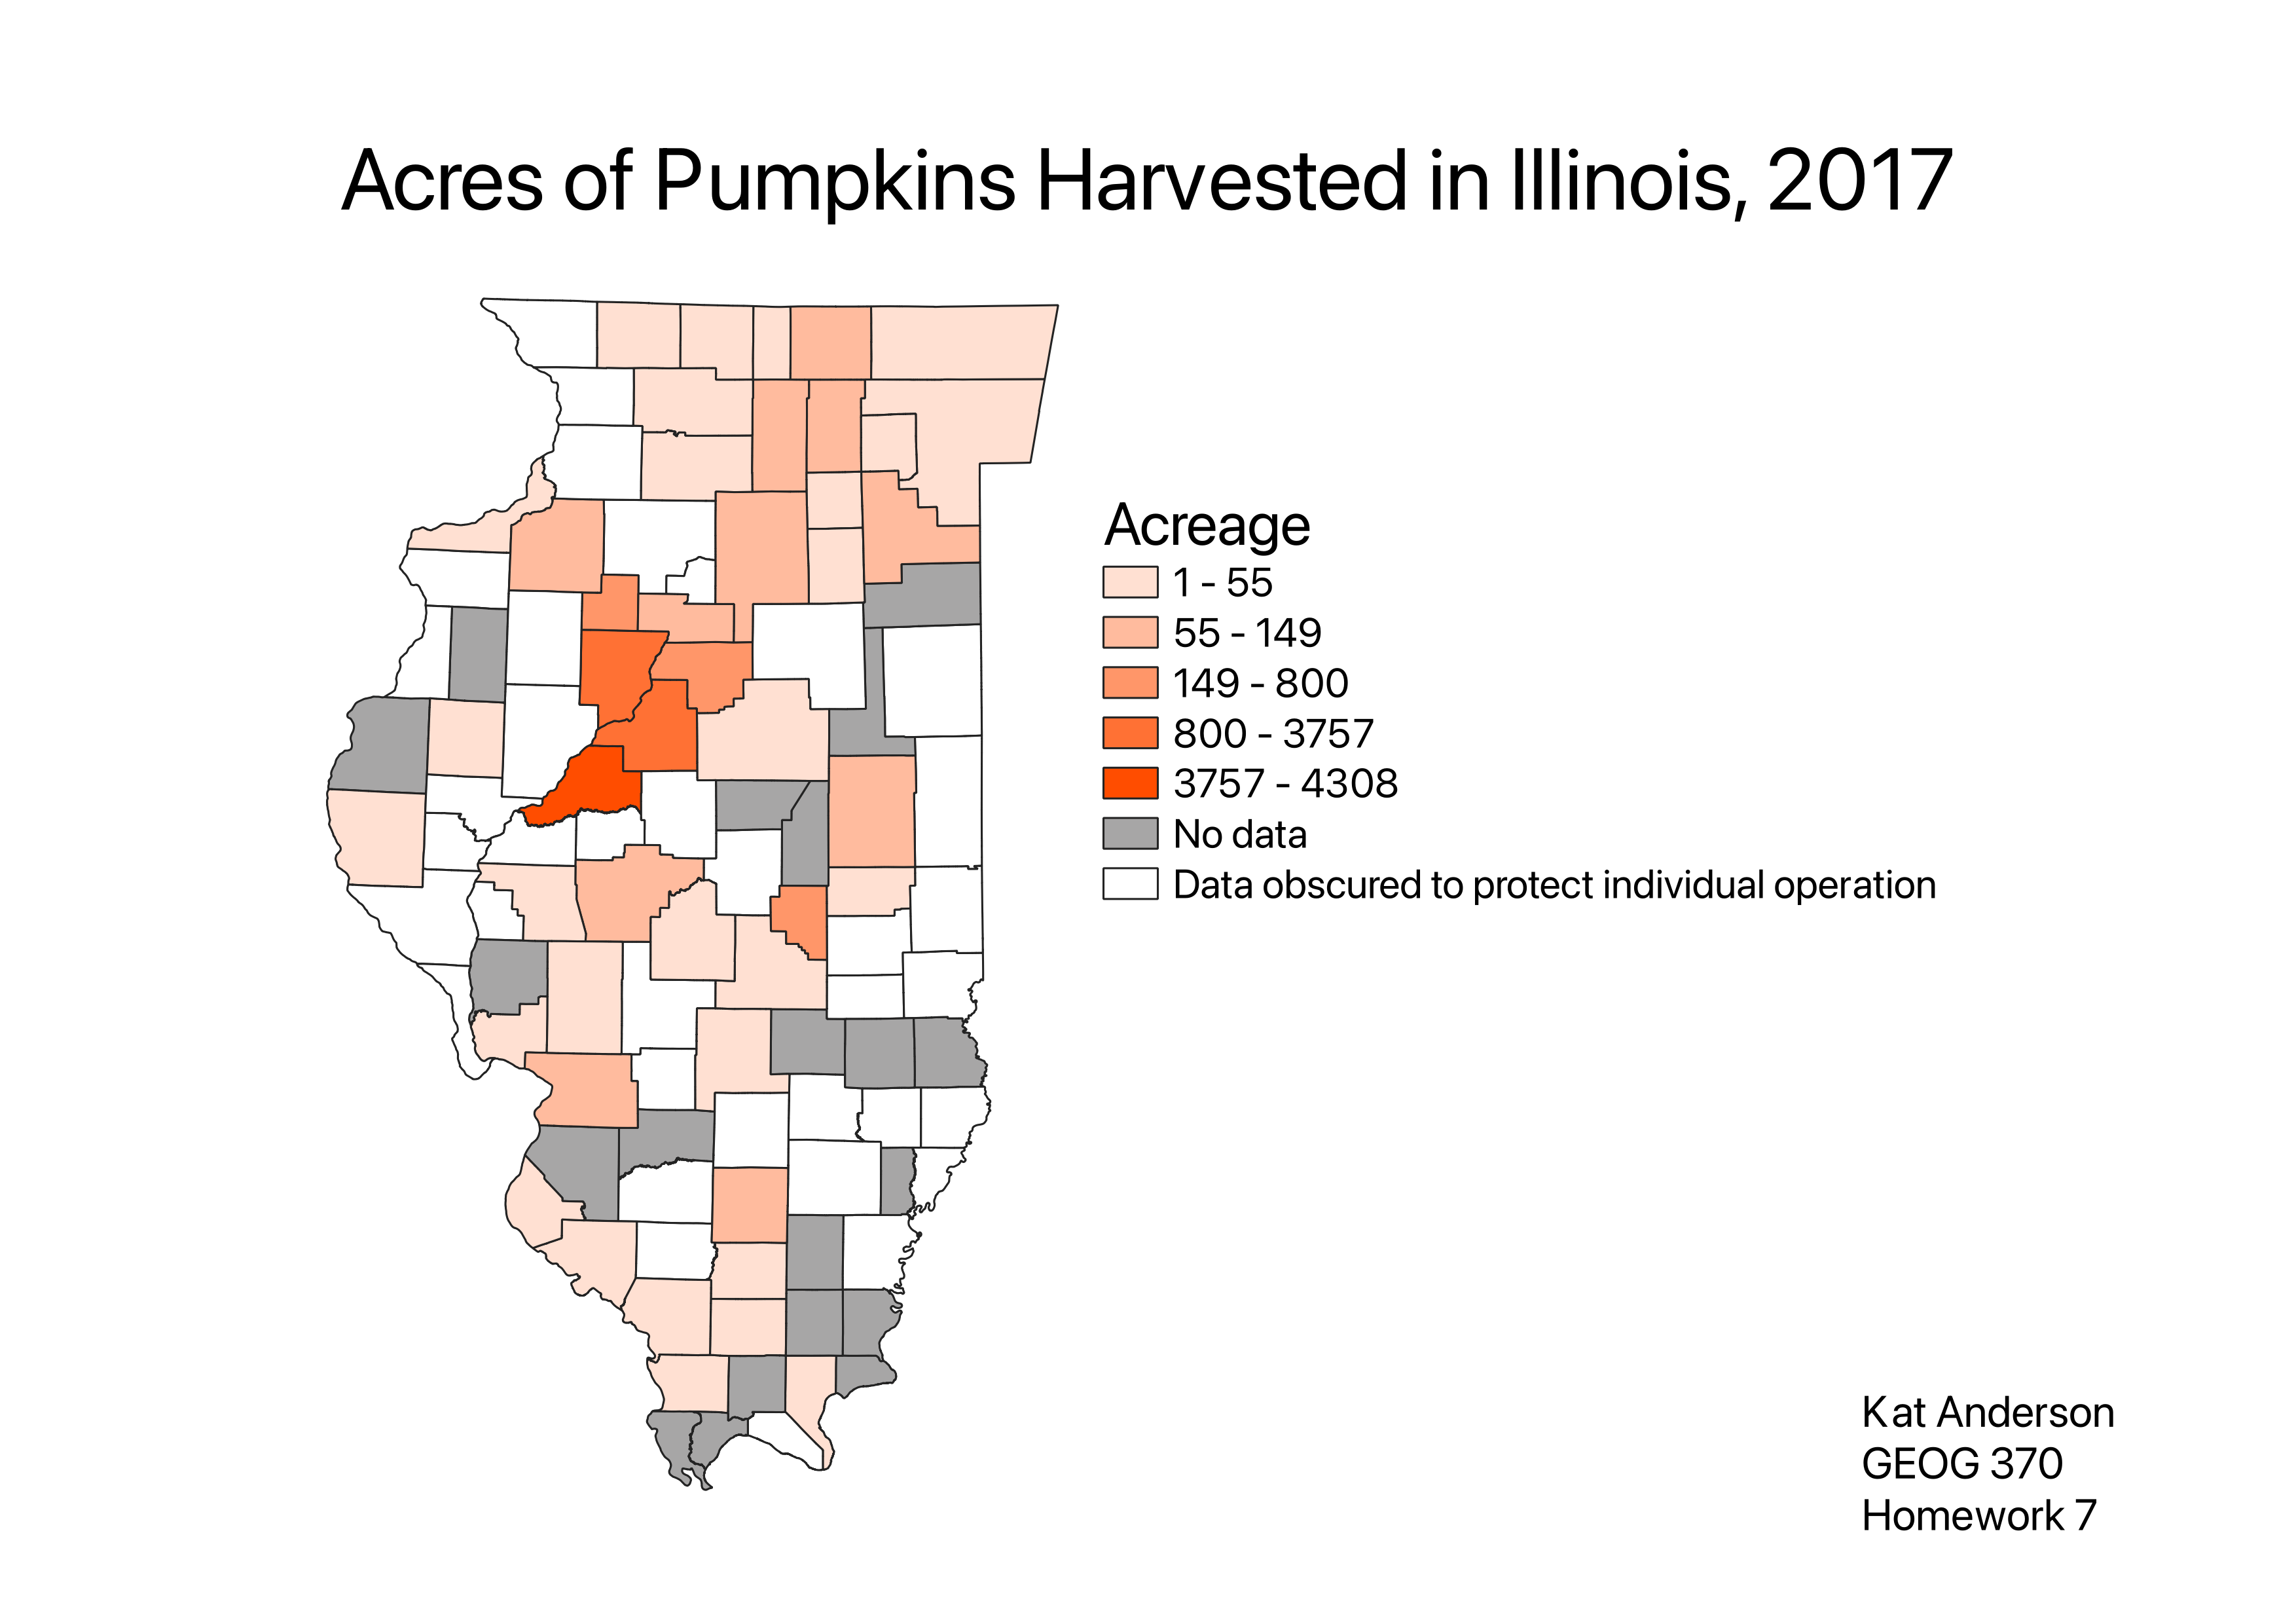 Acres of Pumpkins Harvested in Illinois, 2017
Acreage
1 - 55
55 - 149
149 - 800
800 - 3757
3757 - 4308
No data
Data obscured to protect individual operation
Kat Anderson
GEOG 370
Homework 7